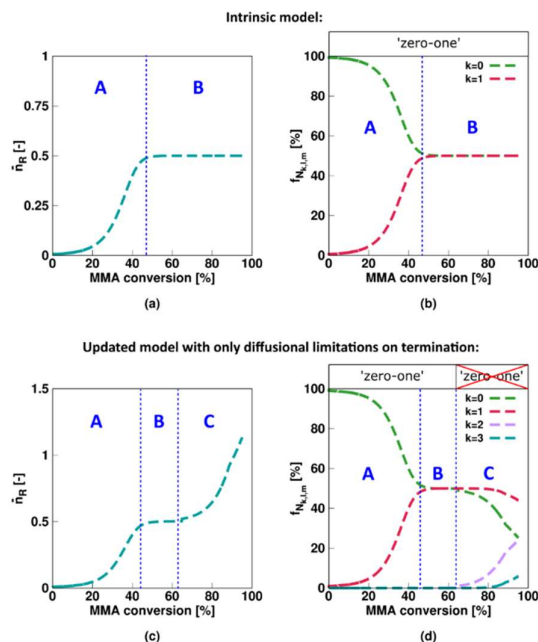 Intrinsic model:
'zero-one'
1
0.75
0.5
0.25
0
n̄R [-]
A
B
0 20 40 60 80 100
MMA conversion [%]
(a)
100
80
60
40
20
0
fNk,l,m [%]
k=0
k=1
A
B
0 20 40 60 80 100
MMA conversion [%]
(b)
Updated model with only diffusional limitations on termination:
'zero-one'
'zero-one'
1.5
1
0.5
0
n̄R [-]
A
B
C
0 20 40 60 80 100
MMA conversion [%]
(c)
100
80
60
40
20
0
fNk,l,m [%]
k=0
k=1
k=2
k=3
A
B
C
0 20 40 60 80 100
MMA conversion [%]
(d)